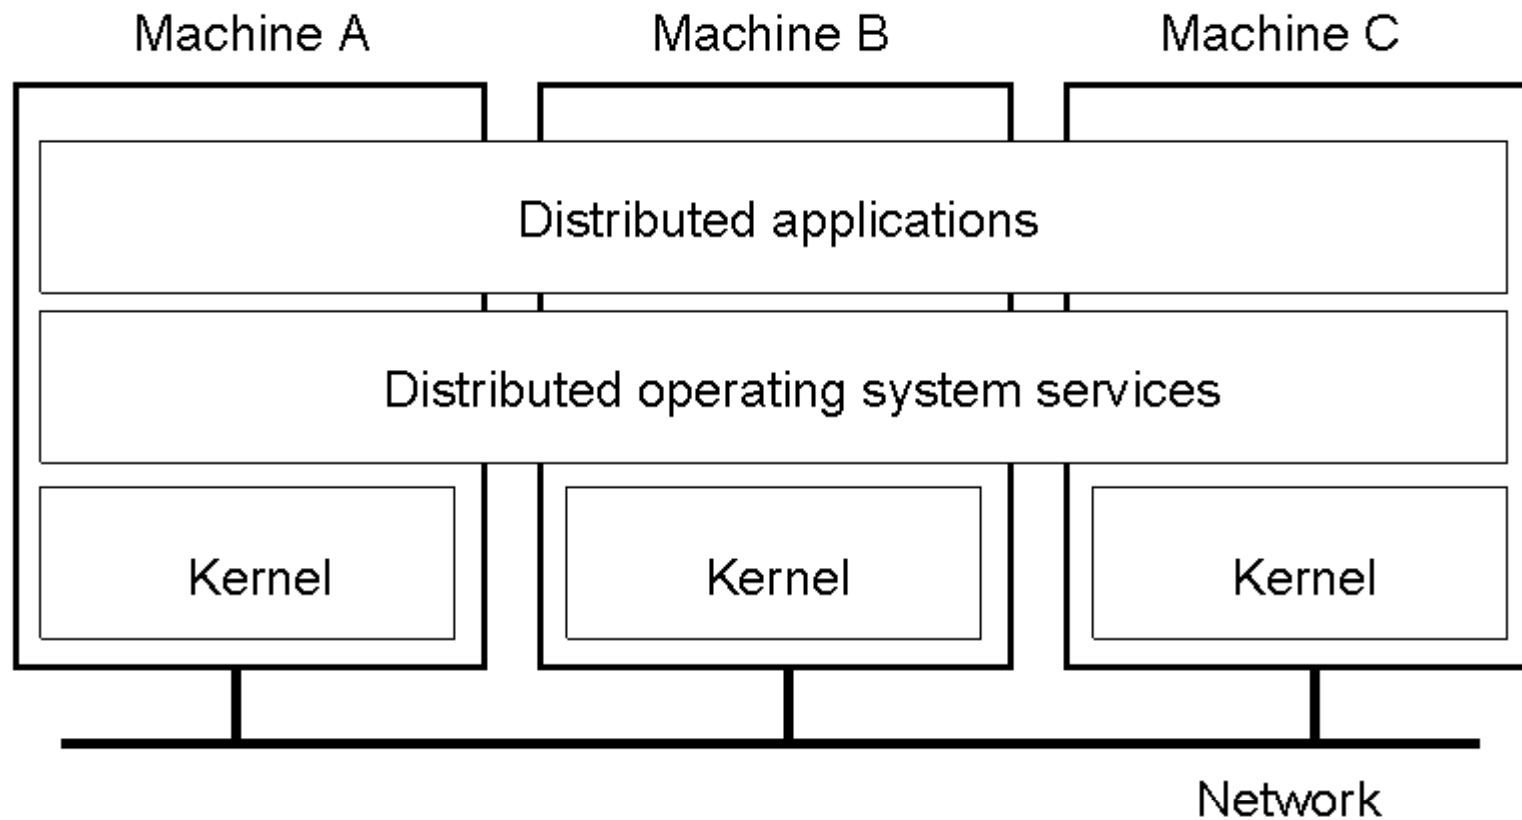 Machine A
Machine B
Machine C
Distributed applications
Distributed operating system services
Kernel
Kernel
Kernel
Network